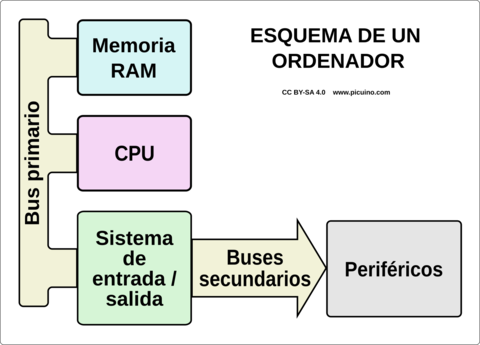 ESQUEMA DE UN
ORDENADOR
CC BY-SA 4.0 www.picuino.com
Memoria
RAM
Bus primario
CPU
Sistema
de
entrada /
salida
Buses
secundarios
Periféricos